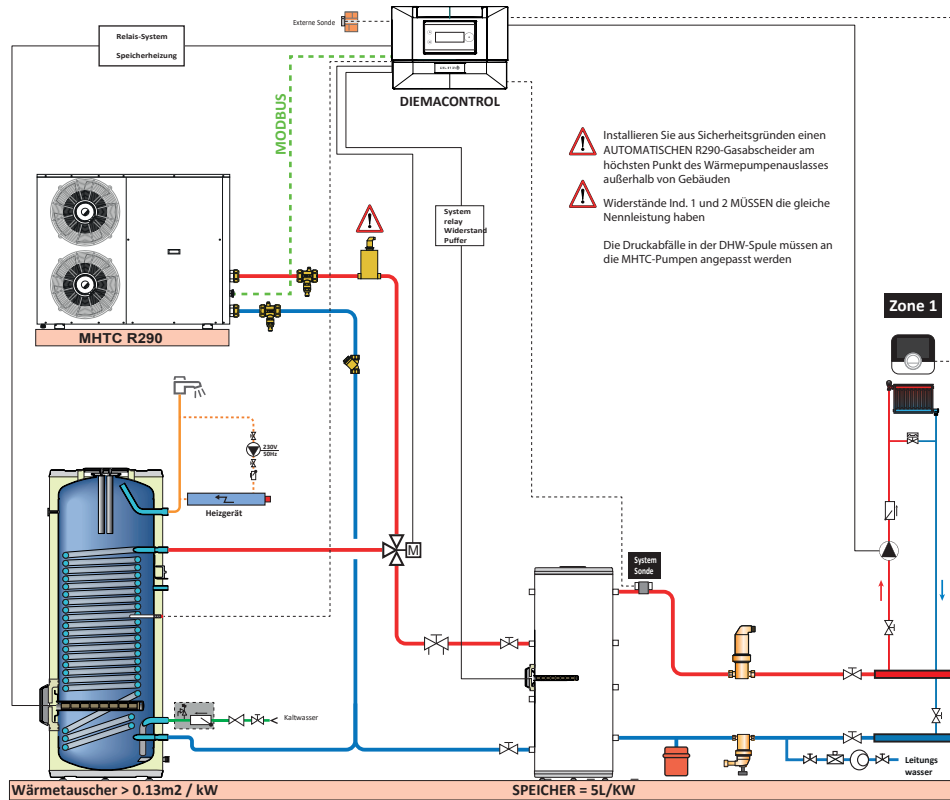 Externe Sonde
Relais-System
Speicherheizung
DIEMACONTROL
MODBUS
Installieren Sie aus Sicherheitsgründen einen
AUTOMATISCHEN R290-Gasabscheider am
höchsten Punkt des Wärmepumpenauslasses
außerhalb von Gebäuden
Widerstände Ind. 1 und 2 MÜSSEN die gleiche
Nennleistung haben
Die Druckabfälle in der DHW-Spule müssen an
die MHTC-Pumpen angepasst werden
System
relay
Widerstand
Puffer
Zone 1
MHTC R290
230V
50Hz
Heizgerät
M
System
Sonde
Kaltwasser
Leitungs
wasser
Wärmetauscher > 0.13m2 / kW
SPEICHER = 5L/KW